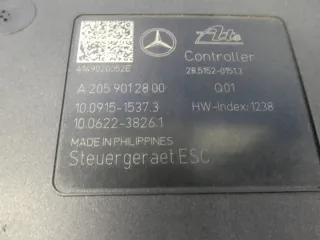 Ate
4149020052E
Controller
28.5152-0151.3
A 205 901 28 00
Q01
10.0915-1537.3
HW-Index: 1238
10.0622-3826.1
MADE IN PHILIPPINES
Steuergeraet ESC